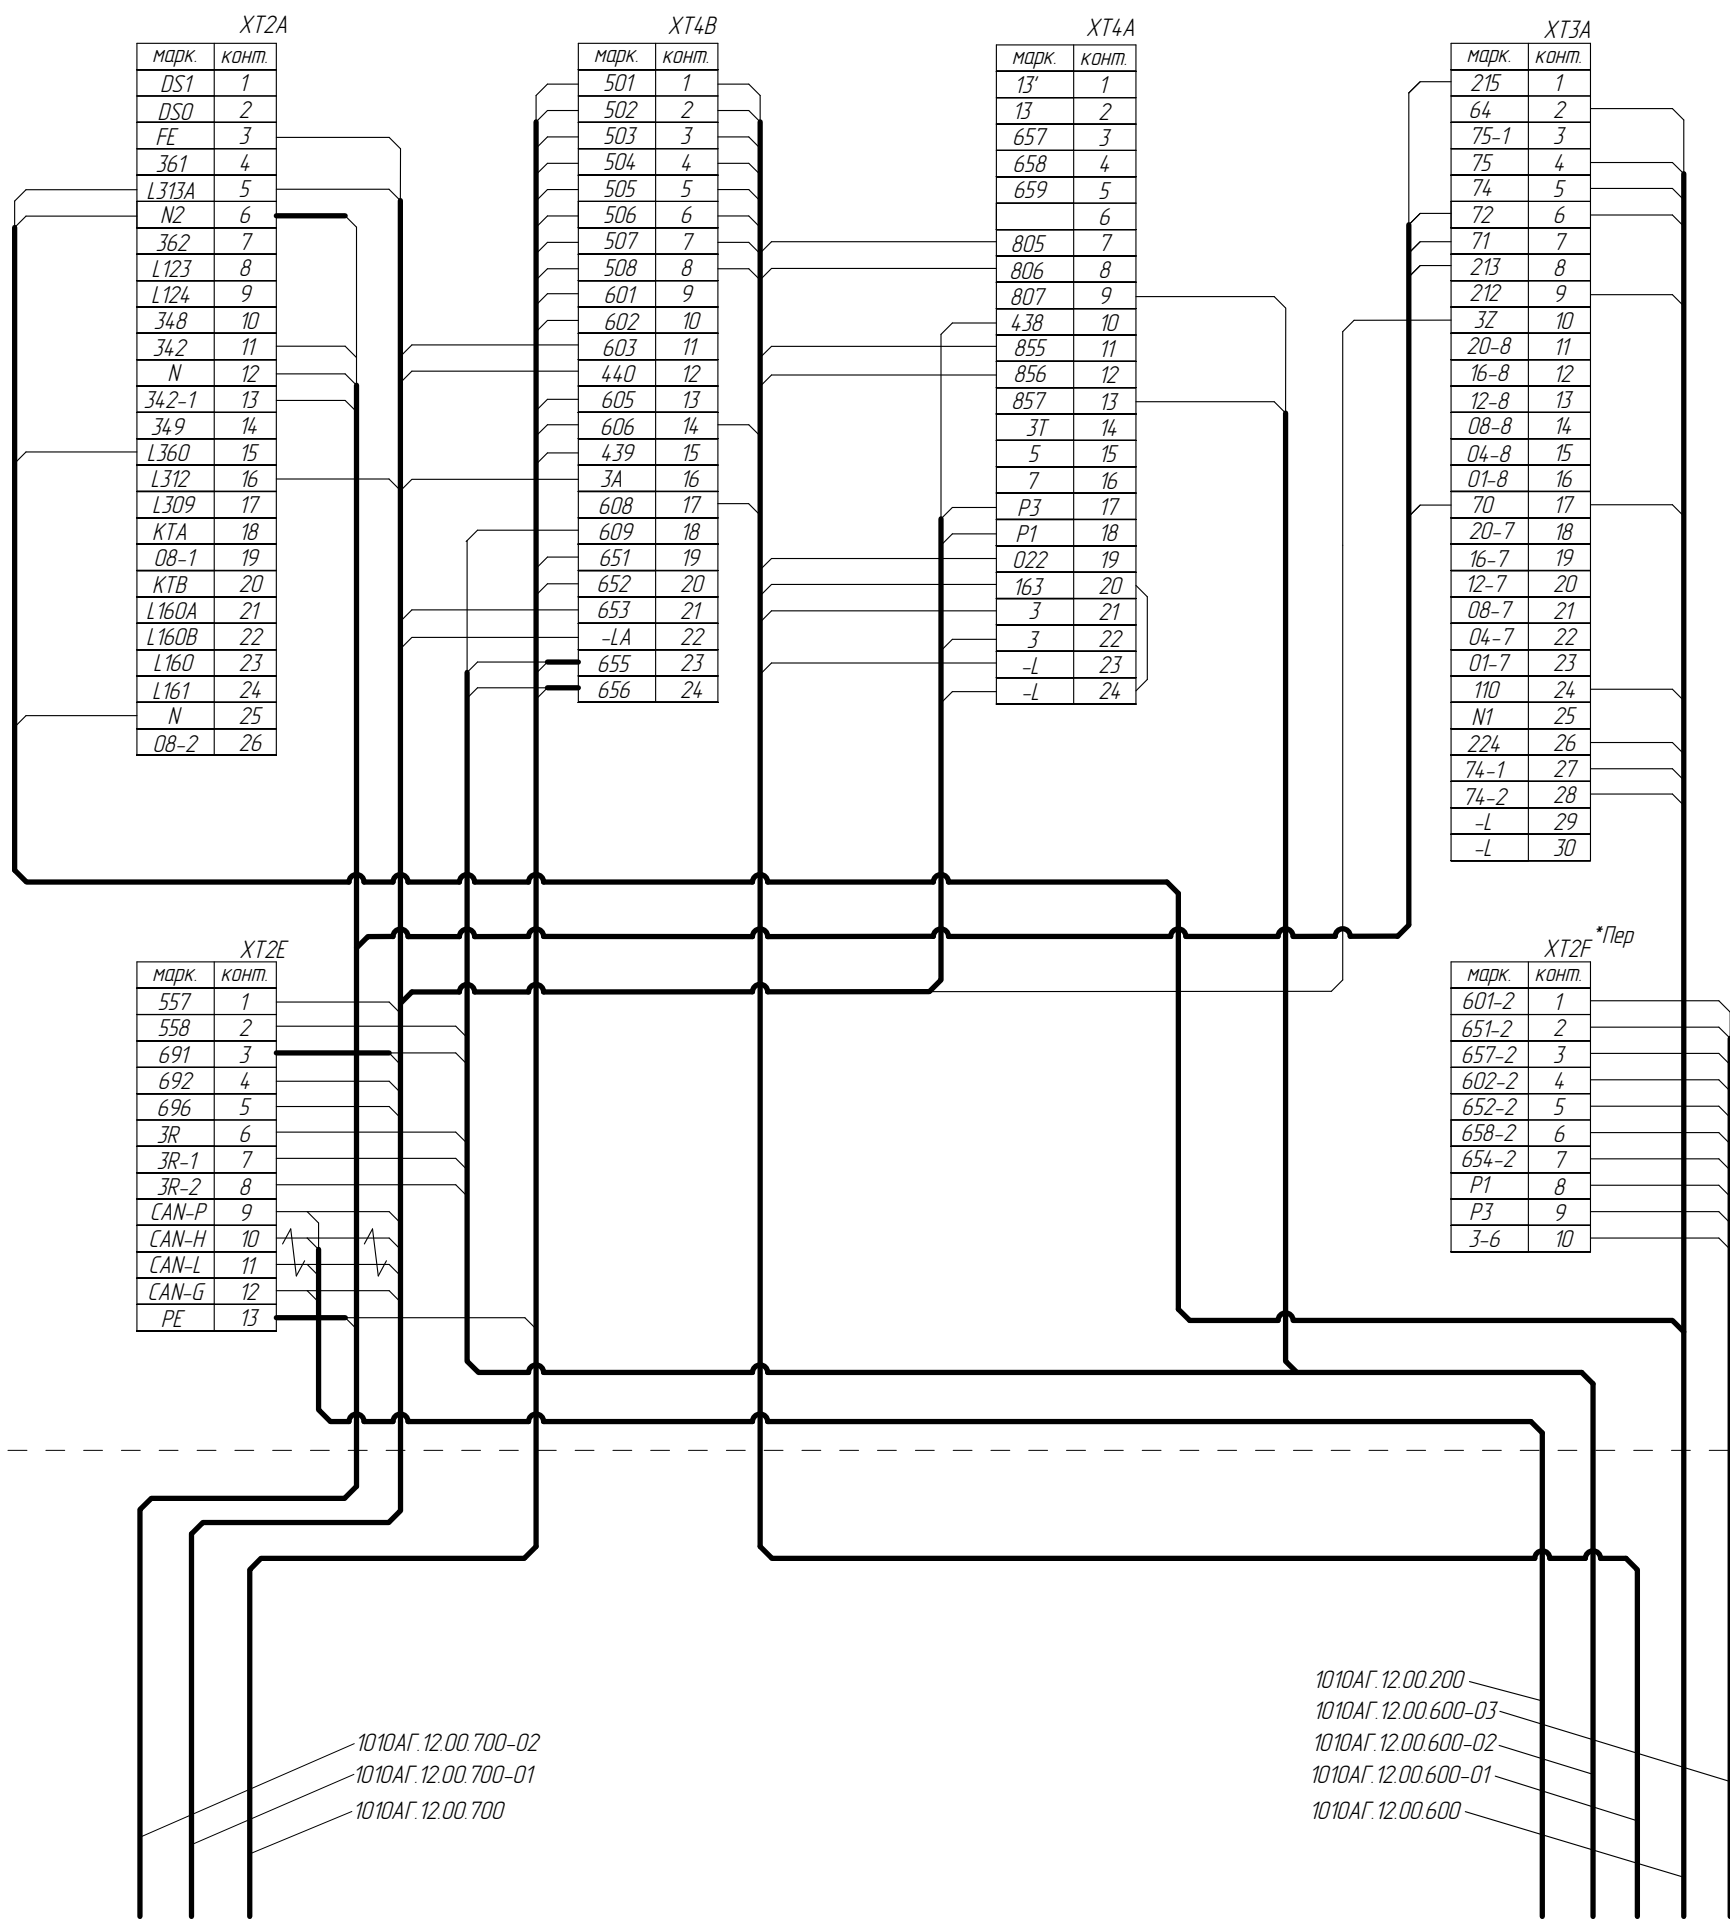 XT2A
марк. конт.
DS1 1
DS0 2
FE 3
361 4
L313A 5
N2 6
362 7
L123 8
L124 9
348 10
342 11
N 12
342-1 13
349 14
L360 15
L312 16
L309 17
KTA 18
08-1 19
KTB 20
L160A 21
L160B 22
L160 23
L161 24
N 25
08-2 26
XT4B
марк. конт.
501 1
502 2
503 3
504 4
505 5
506 6
507 7
508 8
601 9
602 10
603 11
440 12
605 13
606 14
439 15
3A 16
608 17
609 18
651 19
652 20
653 21
-LA 22
655 23
656 24
XT4A
марк. конт.
13' 1
13 2
657 3
658 4
659 5
6
805 7
806 8
807 9
438 10
855 11
856 12
857 13
3T 14
5 15
7 16
P3 17
P1 18
022 19
163 20
3 21
3 22
-L 23
-L 24
XT3A
марк. конт.
215 1
64 2
75-1 3
75 4
74 5
72 6
71 7
213 8
212 9
3Z 10
20-8 11
16-8 12
12-8 13
08-8 14
04-8 15
01-8 16
70 17
20-7 18
16-7 19
12-7 20
08-7 21
04-7 22
01-7 23
110 24
N1 25
224 26
74-1 27
74-2 28
-L 29
-L 30
XT2E
марк. конт.
557 1
558 2
691 3
692 4
696 5
3R 6
3R-1 7
3R-2 8
CAN-P 9
CAN-H 10
CAN-L 11
CAN-G 12
PE 13
XT2F *Пер
марк. конт.
601-2 1
651-2 2
657-2 3
602-2 4
652-2 5
658-2 6
654-2 7
P1 8
P3 9
3-6 10
1010АГ.12.00.700-02
1010АГ.12.00.700-01
1010АГ.12.00.700
1010АГ.12.00.200
1010АГ.12.00.600-03
1010АГ.12.00.600-02
1010АГ.12.00.600-01
1010АГ.12.00.600